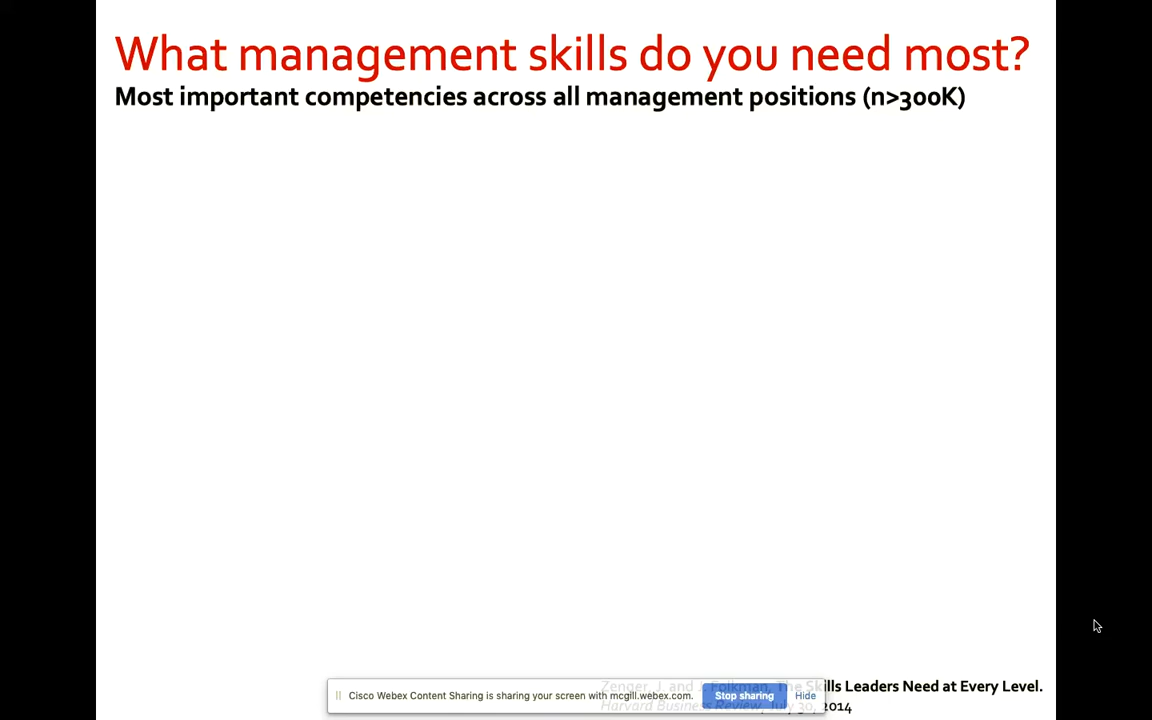 What management skills do you need most?
Most important competencies across all management positions (n>300K)
Zenger, J. and J. Folkman, The Skills Leaders Need at Every Level.
Harvard Business Review, July 30, 2014
Cisco Webex Content Sharing is sharing your screen with mcgill.webex.com. Stop sharing Hide